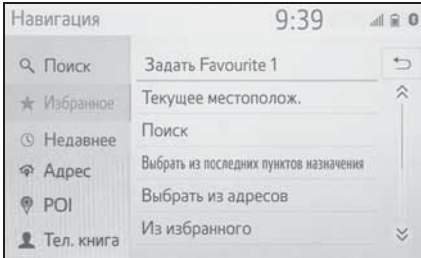 Навигация
9:39
Поиск
Избранное
Недавнее
Адрес
POI
Тел. книга
Задать Favourite 1
Текущее местополож.
Поиск
Выбрать из последних пунктов назначения
Выбрать из адресов
Из избранного